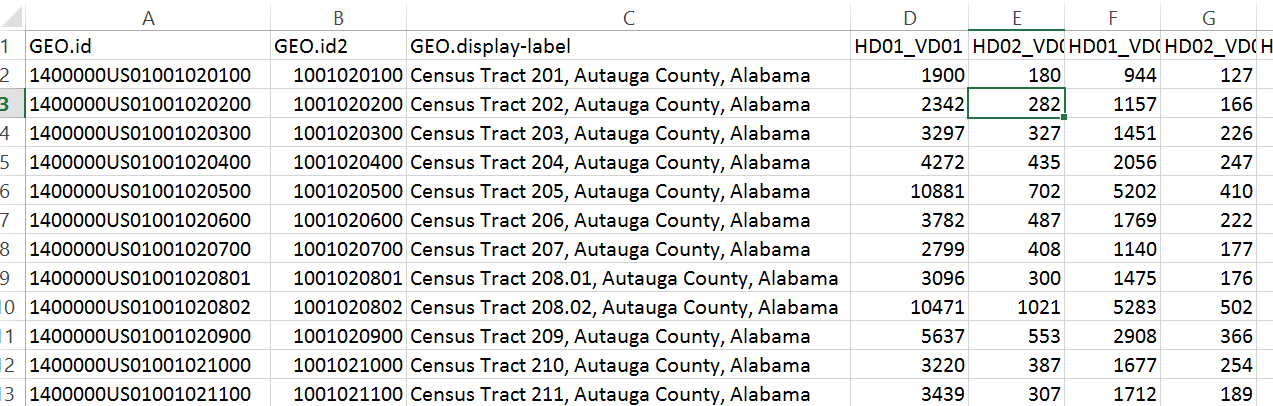 A B C D E F G
1 GEO.id GEO.id2 GEO.display-label HD01_VD01 HD02_VD0 HD01_VD0 HD02_VD0 H
2 1400000US01001020100 1001020100 Census Tract 201, Autauga County, Alabama 1900 180 944 127
3 1400000US01001020200 1001020200 Census Tract 202, Autauga County, Alabama 2342 282 1157 166
4 1400000US01001020300 1001020300 Census Tract 203, Autauga County, Alabama 3297 327 1451 226
5 1400000US01001020400 1001020400 Census Tract 204, Autauga County, Alabama 4272 435 2056 247
6 1400000US01001020500 1001020500 Census Tract 205, Autauga County, Alabama 10881 702 5202 410
7 1400000US01001020600 1001020600 Census Tract 206, Autauga County, Alabama 3782 487 1769 222
8 1400000US01001020700 1001020700 Census Tract 207, Autauga County, Alabama 2799 408 1140 177
9 1400000US01001020801 1001020801 Census Tract 208.01, Autauga County, Alabama 3096 300 1475 176
10 1400000US01001020802 1001020802 Census Tract 208.02, Autauga County, Alabama 10471 1021 5283 502
11 1400000US01001020900 1001020900 Census Tract 209, Autauga County, Alabama 5637 553 2908 366
12 1400000US01001021000 1001021000 Census Tract 210, Autauga County, Alabama 3220 387 1677 254
13 1400000US01001021100 1001021100 Census Tract 211, Autauga County, Alabama 3439 307 1712 189